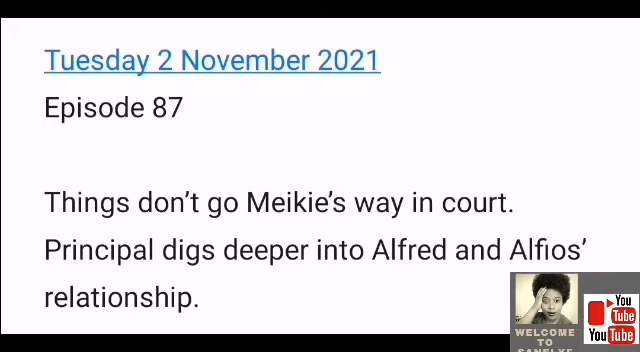 Tuesday 2 November 2021
Episode 87
Things don't go Meikie's way in court.
Principal digs deeper into Alfred and Alfios'
relationship.
WELCOME
TO
You
Tube
You Tube